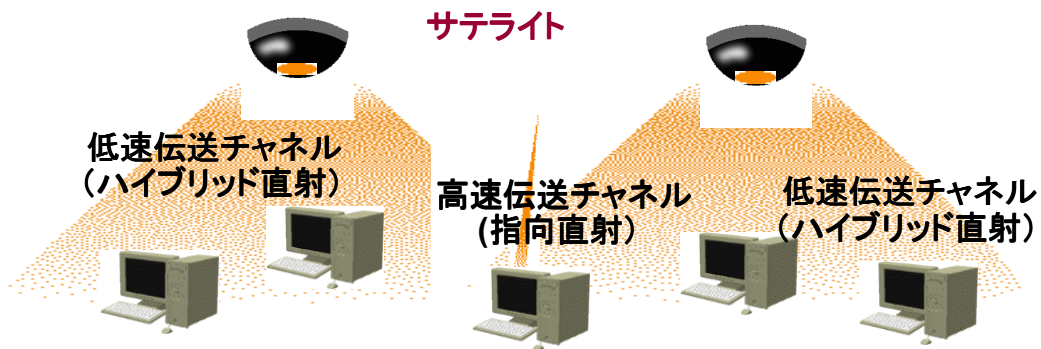 サテライト
低速伝送チャネル
（ハイブリッド直射）
高速伝送チャネル
(指向直射）
低速伝送チャネル
（ハイブリッド直射）